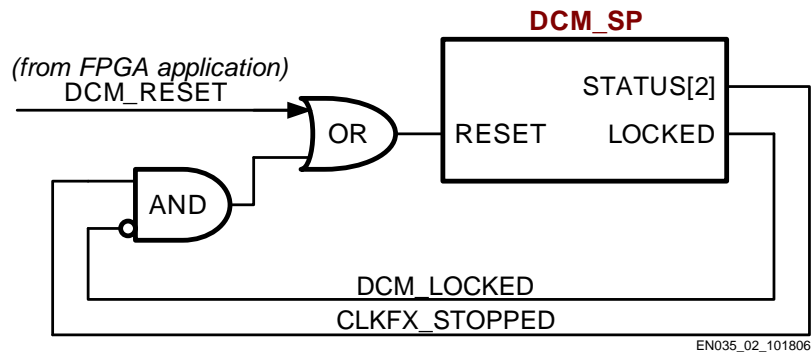 DCM_SP
(from FPGA application)
DCM_RESET
STATUS[2]
OR
RESET
LOCKED
AND
DCM_LOCKED
CLKFX_STOPPED
EN035_02_101806